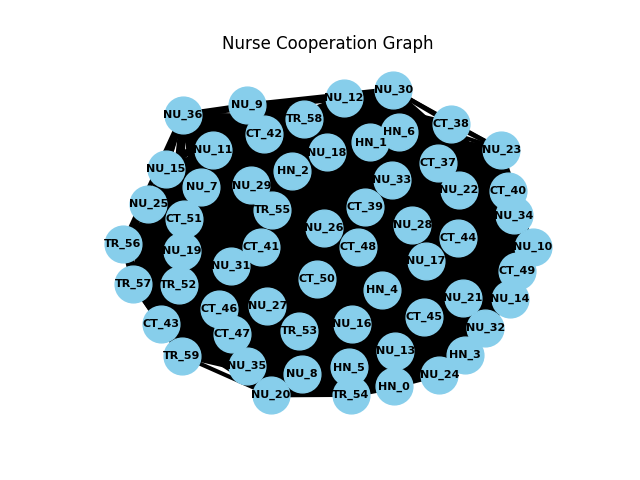 Nurse Cooperation Graph
NU_30
NU_12
NU_9
NU_36
TR_58
CT_38
HN_6
CT_42
HN_1
NU_11
NU_18
NU_23
CT_37
NU_15
HN_2
NU_33
NU_7
NU_29
NU_22
CT_40
NU_25
CT_39
TR_55
NU_34
CT_51
NU_28
NU_26
CT_44
TR_56
CT_41
CT_48
NU_10
NU_19
NU_17
NU_31
CT_49
CT_50
TR_57
TR_52
HN_4
NU_21
NU_14
NU_27
CT_46
CT_45
CT_43
NU_16
NU_32
TR_53
CT_47
NU_13
HN_3
TR_59
NU_35
HN_5
NU_8
NU_24
HN_0
NU_20
TR_54